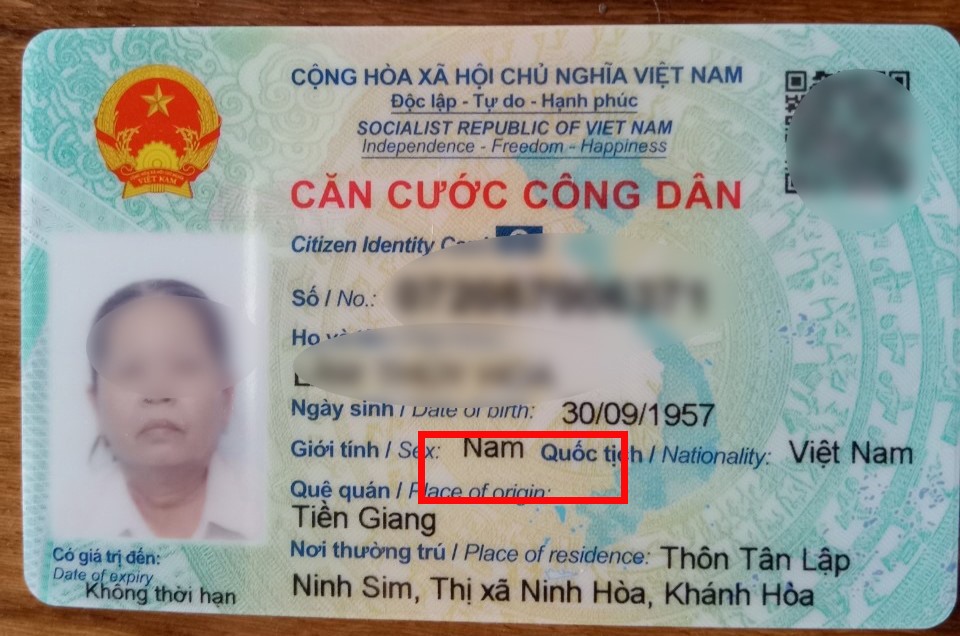 CỘNG HÒA XÃ HỘI CHỦ NGHĨA VIỆT NAM
Độc lập - Tự do - Hạnh phúc
SOCIALIST REPUBLIC OF VIET NAM
Independence - Freedom - Happiness
CĂN CƯỚC CÔNG DÂN
Citizen Identity
Số / No.:
Họ và
Ngày sinh / Date of birth: 30/09/1957
Giới tính / Sex: Nam Quốc tịch / Nationality: Việt Nam
Quê quán / Place of origin:
Tiền Giang
Nơi thường trú / Place of residence: Thôn Tân Lập
Ninh Sim, Thị xã Ninh Hòa, Khánh Hòa
Có giá trị đến:
Date of expiry
Không thời hạn
VIỆT NAM